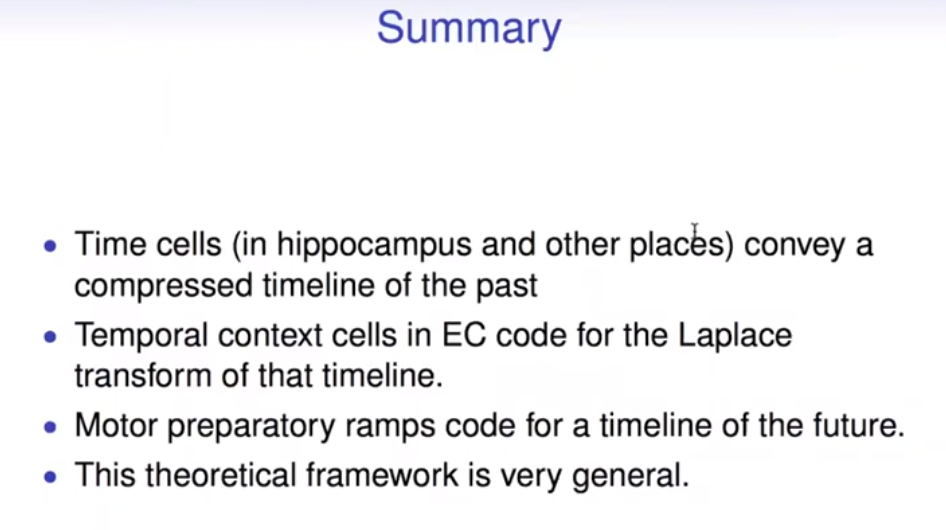 Summary
• Time cells (in hippocampus and other places) convey a
compressed timeline of the past
• Temporal context cells in EC code for the Laplace
transform of that timeline.
• Motor preparatory ramps code for a timeline of the future.
• This theoretical framework is very general.